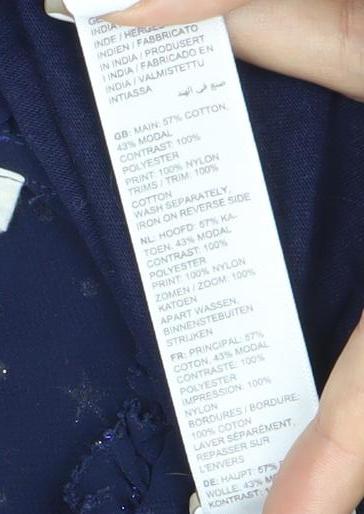 GE
INDIA
INDE / HERGES
INDIEN / FABBRICATO
IN INDIA / PRODUSERT
I INDIA / FABRICADO EN
INDIA / VALMISTETTU
INTIASSA
صنع في الهند
GB: MAIN: 57% COTTON,
43% MODAL
CONTRAST: 100%
POLYESTER
PRINT: 100% NYLON
TRIMS / TRIM: 100%
COTTON
WASH SEPARATELY,
IRON ON REVERSE SIDE
NL: HOOFD: 57% KA-
TOEN, 43% MODAL
CONTRAST: 100%
POLYESTER
PRINT: 100% NYLON
ZOMEN / ZOOM: 100%
KATOEN
APART WASSEN,
BINNENSTEBUITEN
STRIJKEN
FR: PRINCIPAL: 57%
COTON, 43% MODAL
CONTRASTE: 100%
POLYESTER
IMPRESSION: 100%
NYLON
BORDURES / BORDURE:
100% COTON
LAVER SÉPARÉMENT,
REPASSER SUR
L'ENVERS
DE: HAUPT: 57%
WOLLE, 43% M
KONTRAST: